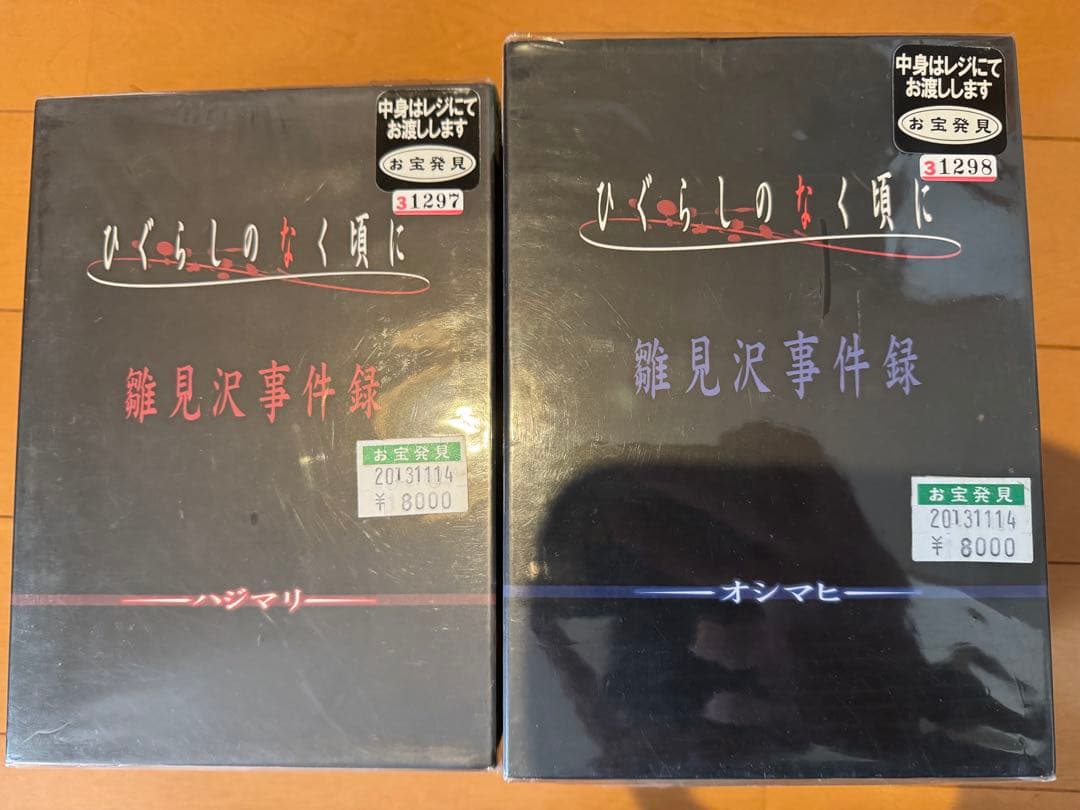 中身はレジにて
お渡しします
お宝発見
31297
ひぐらしのなく頃に
雛見沢事件録
お宝発見
20131114
¥ 8000
ハジマリ
中身はレジにて
お渡しします
お宝発見
31298
ひぐらしのなく頃に
雛見沢事件録
お宝発見
20131114
¥ 8000
オシマヒ